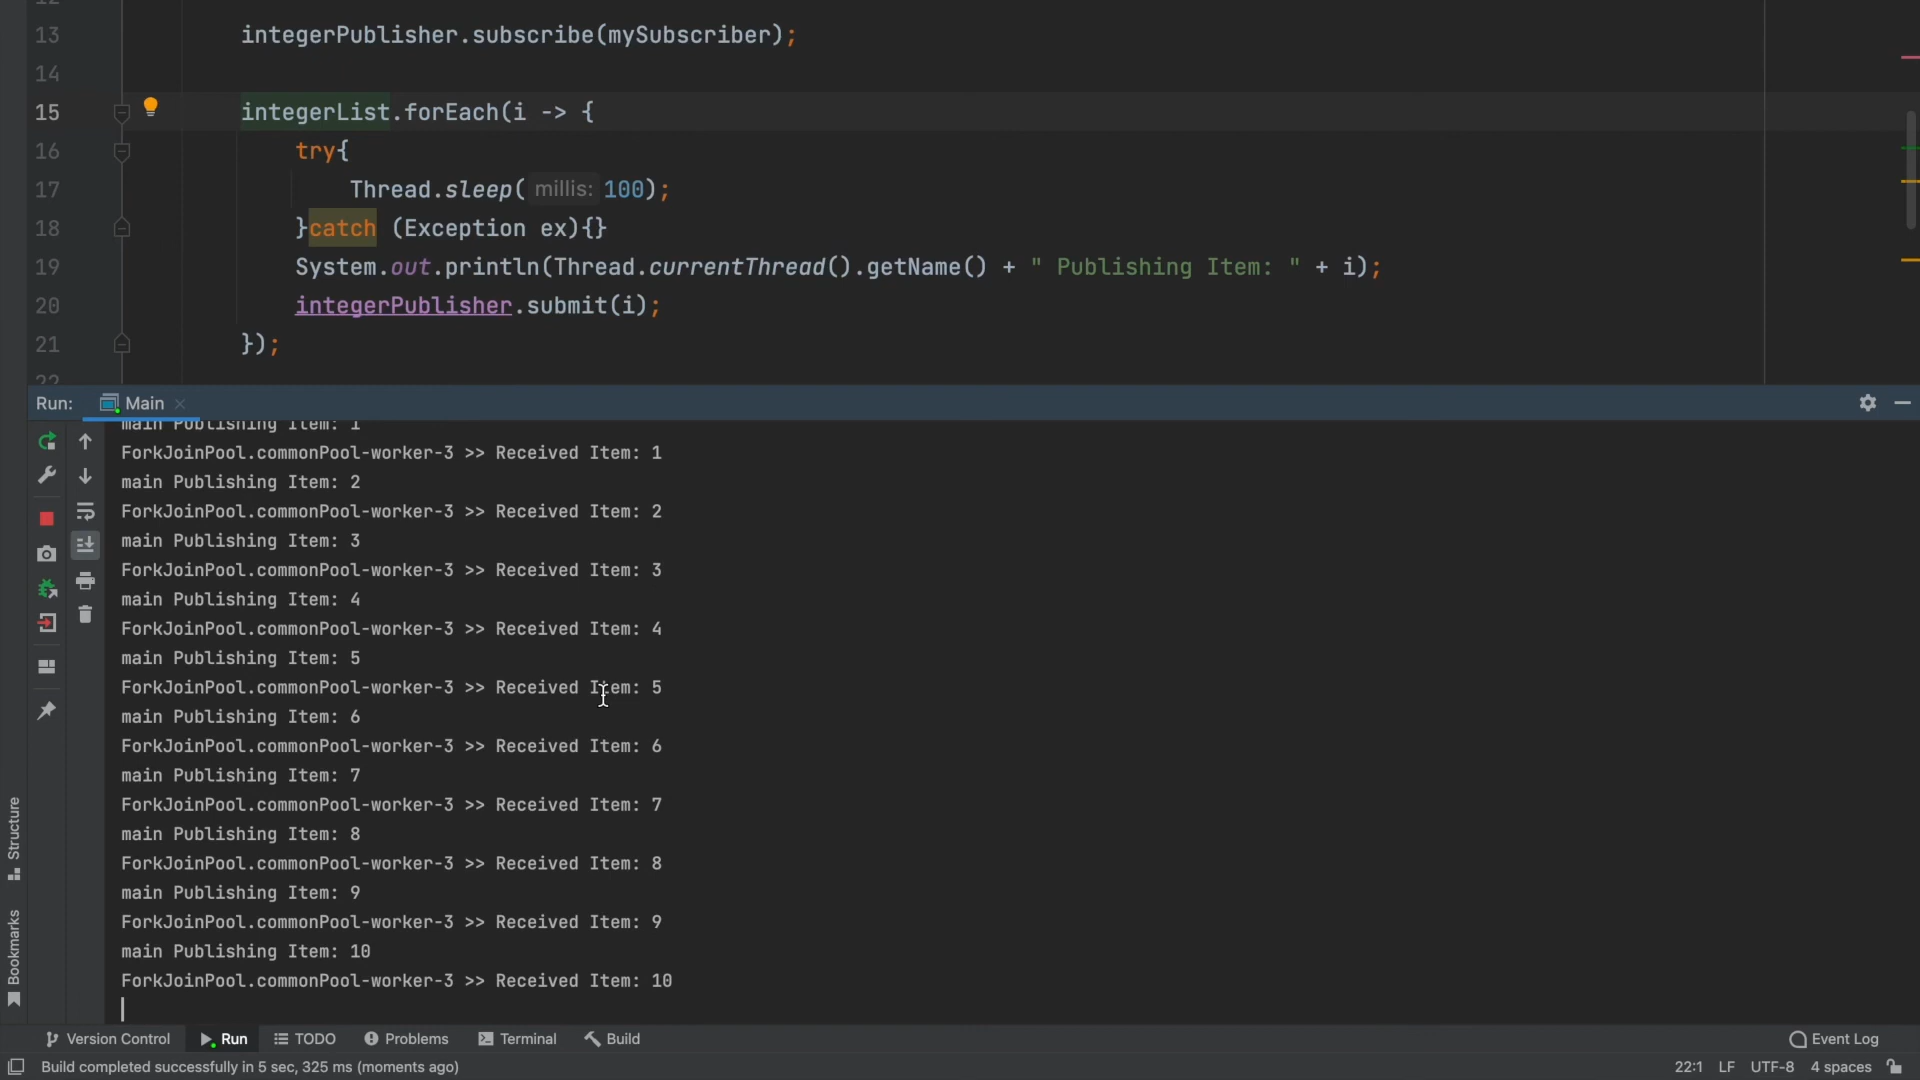 13 integerPublisher.subscribe(mySubscriber);
14
15 integerList.forEach(i -> {
16 try{
17 Thread.sleep( millis: 100);
18 }catch (Exception ex){}
19 System.out.println(Thread.currentThread().getName() + " Publishing Item: " + i);
20 integerPublisher.submit(i);
21 });
22
Run: Main
main Publishing Item: 1
ForkJoinPool.commonPool-worker-3 >> Received Item: 1
main Publishing Item: 2
ForkJoinPool.commonPool-worker-3 >> Received Item: 2
main Publishing Item: 3
ForkJoinPool.commonPool-worker-3 >> Received Item: 3
main Publishing Item: 4
ForkJoinPool.commonPool-worker-3 >> Received Item: 4
main Publishing Item: 5
ForkJoinPool.commonPool-worker-3 >> Received Item: 5
main Publishing Item: 6
ForkJoinPool.commonPool-worker-3 >> Received Item: 6
main Publishing Item: 7
ForkJoinPool.commonPool-worker-3 >> Received Item: 7
main Publishing Item: 8
ForkJoinPool.commonPool-worker-3 >> Received Item: 8
main Publishing Item: 9
ForkJoinPool.commonPool-worker-3 >> Received Item: 9
main Publishing Item: 10
ForkJoinPool.commonPool-worker-3 >> Received Item: 10
Structure
Bookmarks
Version Control Run TODO Problems Terminal Build Event Log
Build completed successfully in 5 sec, 325 ms (moments ago) 22:1 LF UTF-8 4 spaces